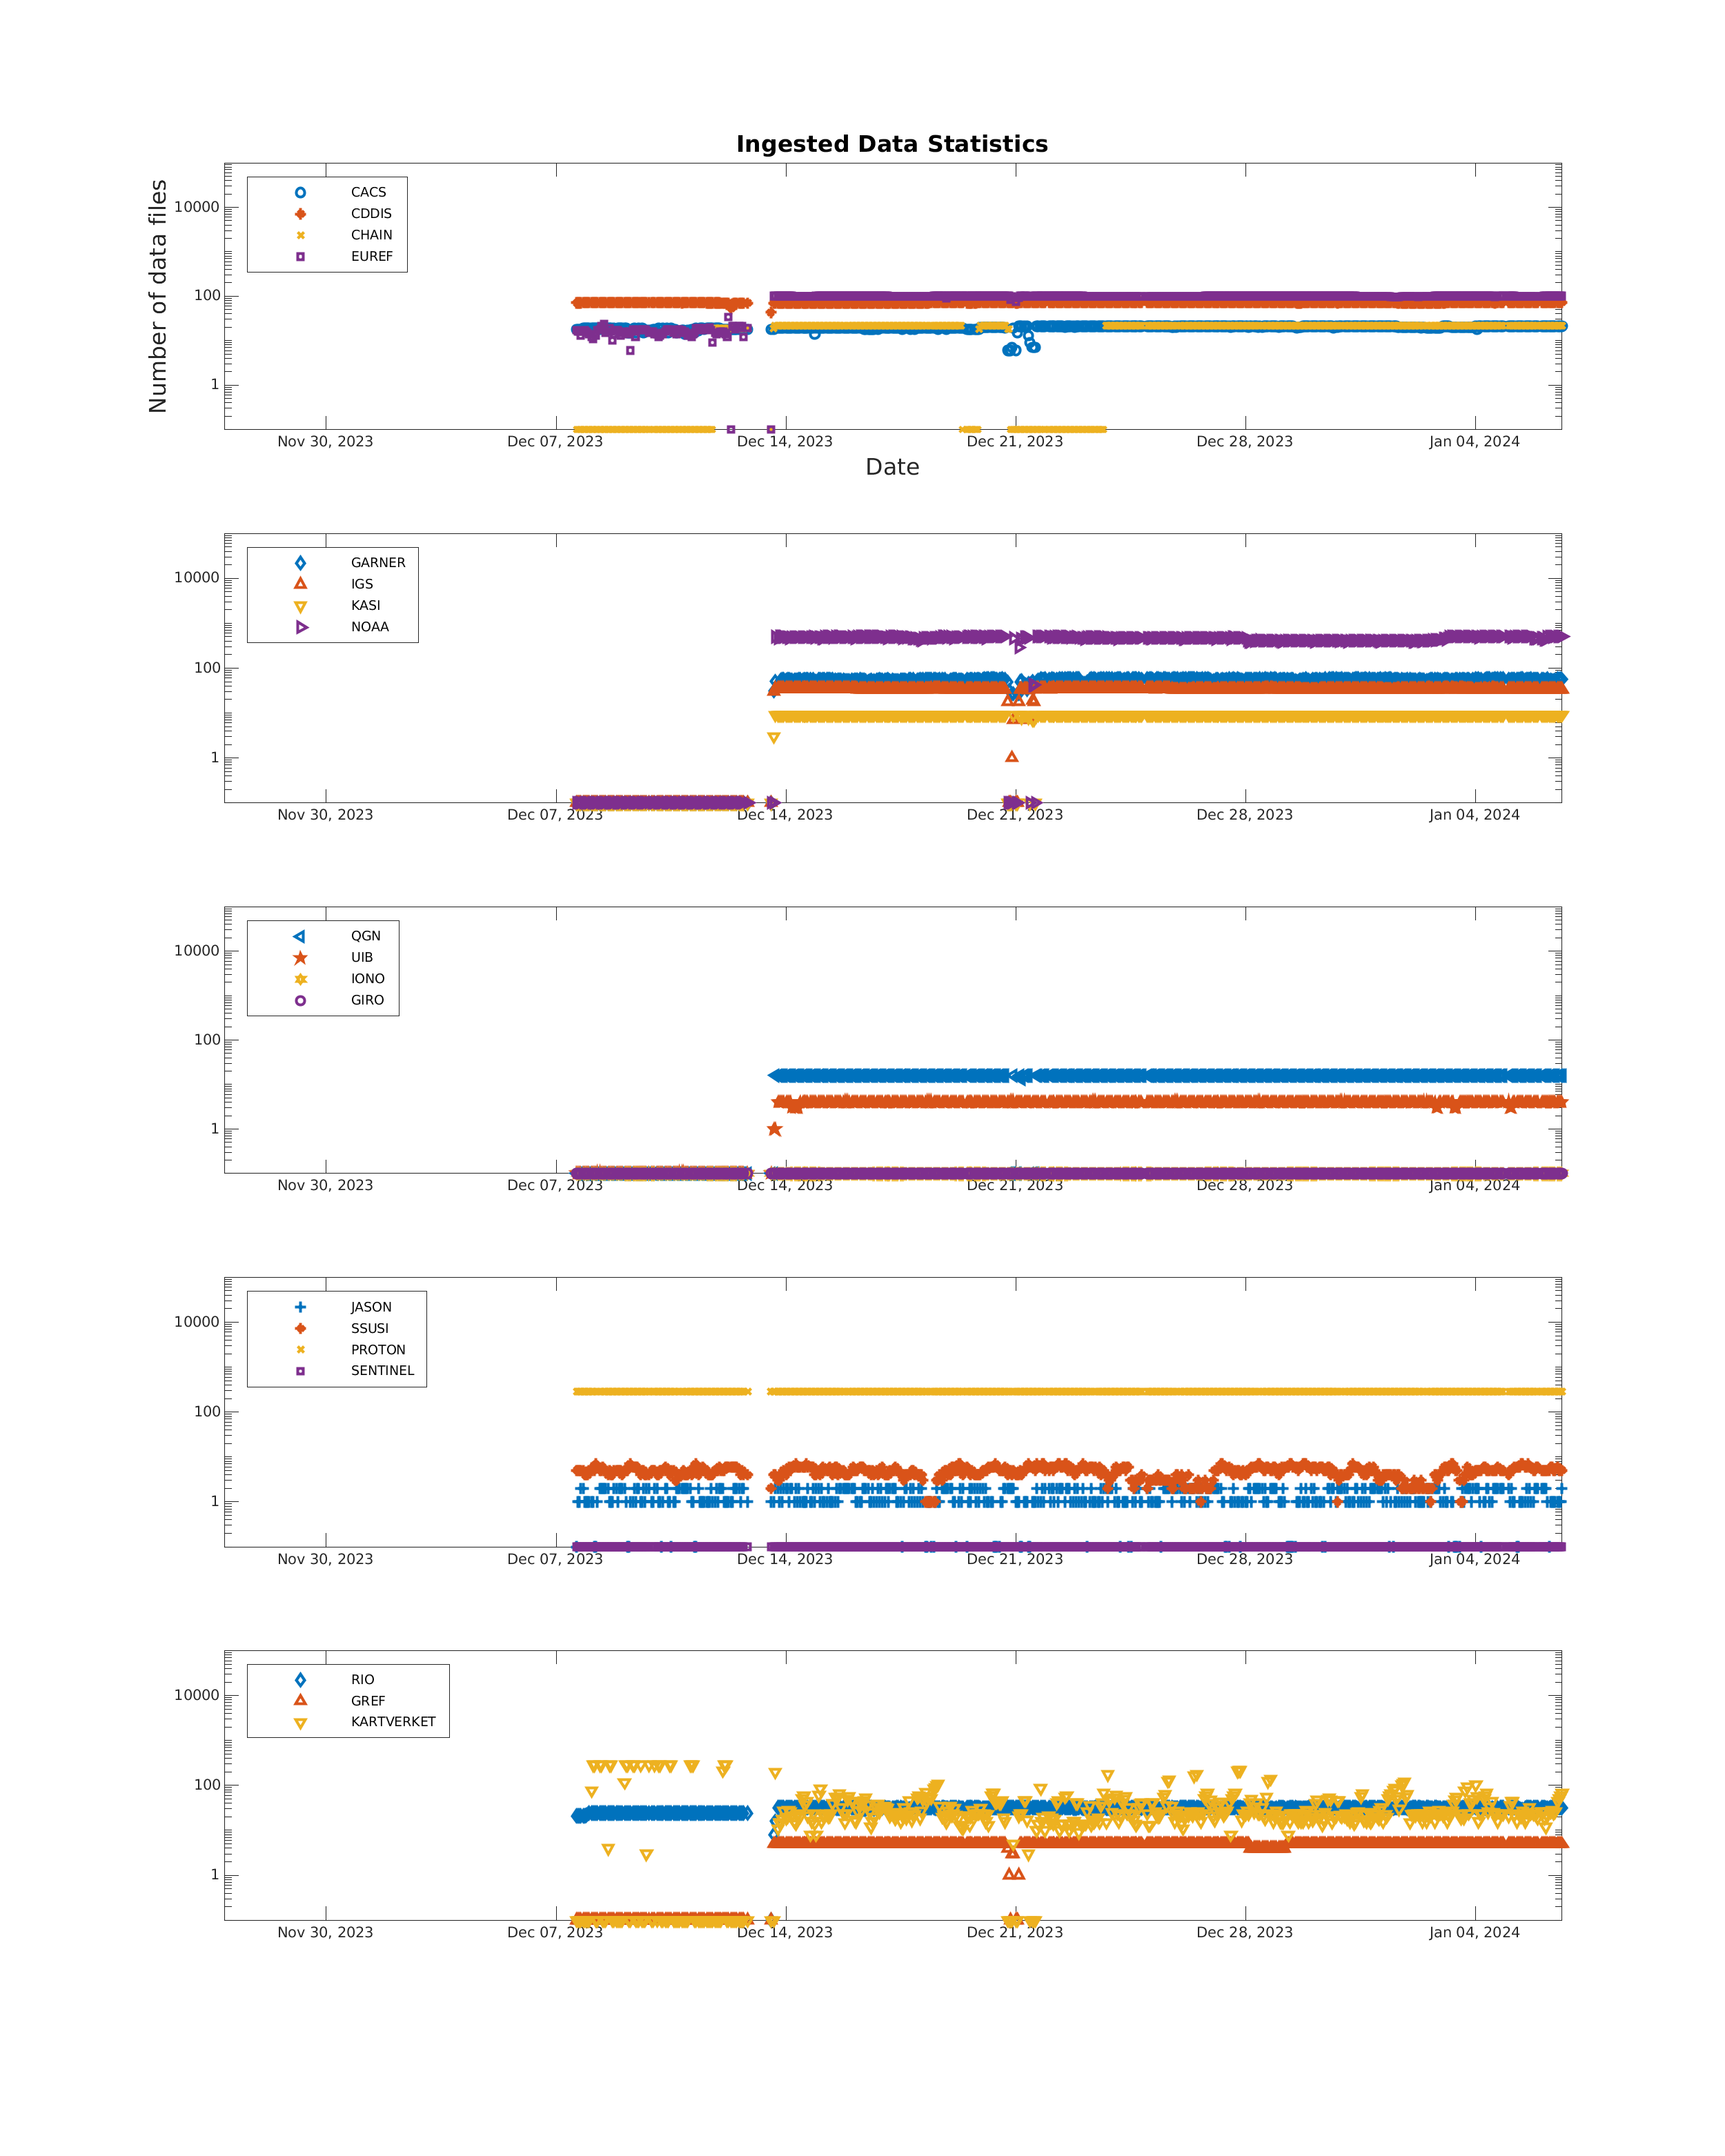 Ingested Data Statistics
Number of data files
CACS
CDDIS
CHAIN
EUREF
10000
100
1
Nov 30, 2023 Dec 07, 2023 Dec 14, 2023 Dec 21, 2023 Dec 28, 2023 Jan 04, 2024
Date
GARNER
IGS
KASI
NOAA
10000
100
1
Nov 30, 2023 Dec 07, 2023 Dec 14, 2023 Dec 21, 2023 Dec 28, 2023 Jan 04, 2024
QGN
UIB
IONO
GIRO
10000
100
1
Nov 30, 2023 Dec 07, 2023 Dec 14, 2023 Dec 21, 2023 Dec 28, 2023 Jan 04, 2024
JASON
SSUSI
PROTON
SENTINEL
10000
100
1
Nov 30, 2023 Dec 07, 2023 Dec 14, 2023 Dec 21, 2023 Dec 28, 2023 Jan 04, 2024
RIO
GREF
KARTVERKET
10000
100
1
Nov 30, 2023 Dec 07, 2023 Dec 14, 2023 Dec 21, 2023 Dec 28, 2023 Jan 04, 2024